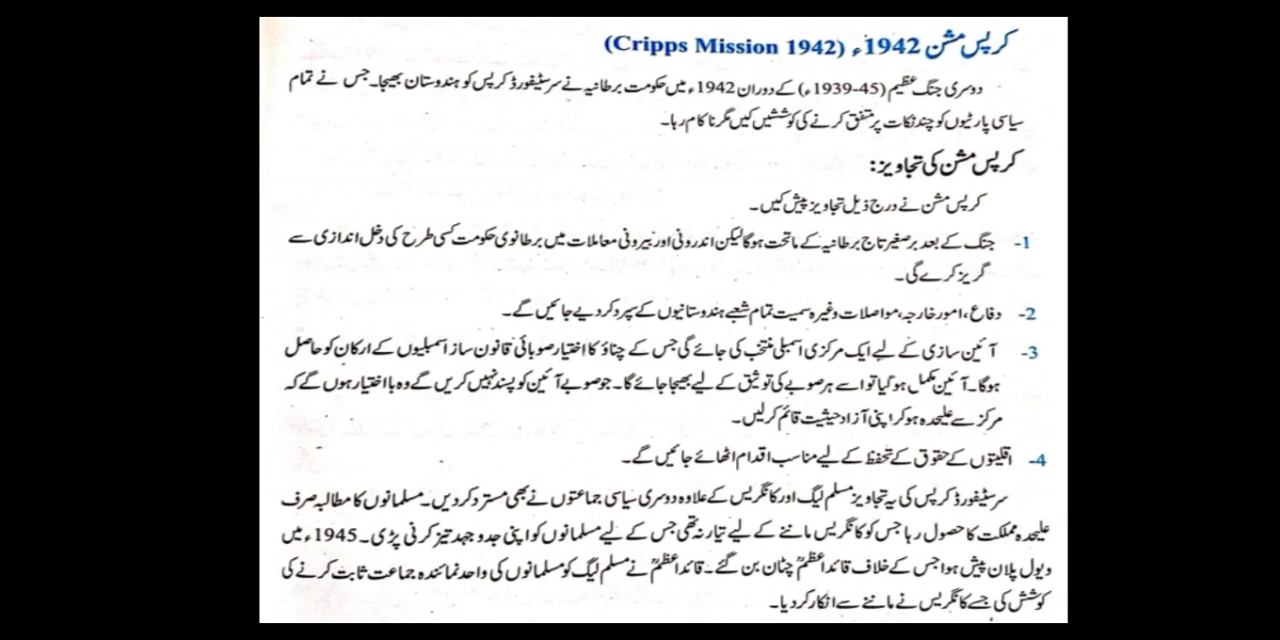 کرپس مشن 1942ء (Cripps Mission 1942)
دوسری جنگ عظیم (1939-45ء) کے دوران 1942ء میں حکومت برطانیہ نے سر سٹیفورڈ کرپس کو ہندوستان بھیجا۔ جس نے تمام
سیاسی پارٹیوں کو چند نکات پر متفق کرنے کی کوششیں کیں مگر ناکام رہا۔
کرپس مشن کی تجاویز:
کرپس مشن نے درج ذیل تجاویز پیش کیں۔
1- جنگ کے بعد برصغیر تاج برطانیہ کے ماتحت ہوگا لیکن اندرونی اور بیرونی معاملات میں برطانوی حکومت کسی طرح کی دخل اندازی سے
گریز کرے گی۔
2- دفاع، امور خارجہ، مواصلات وغیرہ سمیت تمام شعبے ہندوستانیوں کے سپرد کر دیے جائیں گے۔
3- آئین سازی کے لیے ایک مرکزی اسمبلی منتخب کی جائے گی جس کے چناؤ کا اختیار صوبائی قانون ساز اسمبلیوں کے ارکان کو حاصل
ہوگا۔ آئین مکمل ہو گیا تو اسے ہر صوبے کی توثیق کے لیے بھیجا جائے گا۔ جو صوبے آئین کو پسند نہیں کریں گے وہ با اختیار ہوں گے کہ
مرکز سے علیحدہ ہو کر اپنی آزاد حیثیت قائم کر لیں۔
4- اقلیتوں کے حقوق کے تحفظ کے لیے مناسب اقدام اٹھائے جائیں گے۔
سر سٹیفورڈ کرپس کی یہ تجاویز مسلم لیگ اور کانگریس کے علاوہ دوسری سیاسی جماعتوں نے بھی مسترد کر دیں۔ مسلمانوں کا مطالبہ صرف
علیحدہ مملکت کا حصول رہا جس کو کانگریس ماننے کے لیے تیار نہ تھی جس کے لیے مسلمانوں کو اپنی جدوجہد تیز کرنی پڑی۔ 1945ء میں
ویول پلان پیش ہوا جس کے خلاف قائداعظمؒ چٹان بن گئے۔ قائداعظمؒ نے مسلم لیگ کو مسلمانوں کی واحد نمائندہ جماعت ثابت کرنے کی
کوشش کی جسے کانگریس نے ماننے سے انکار کر دیا۔